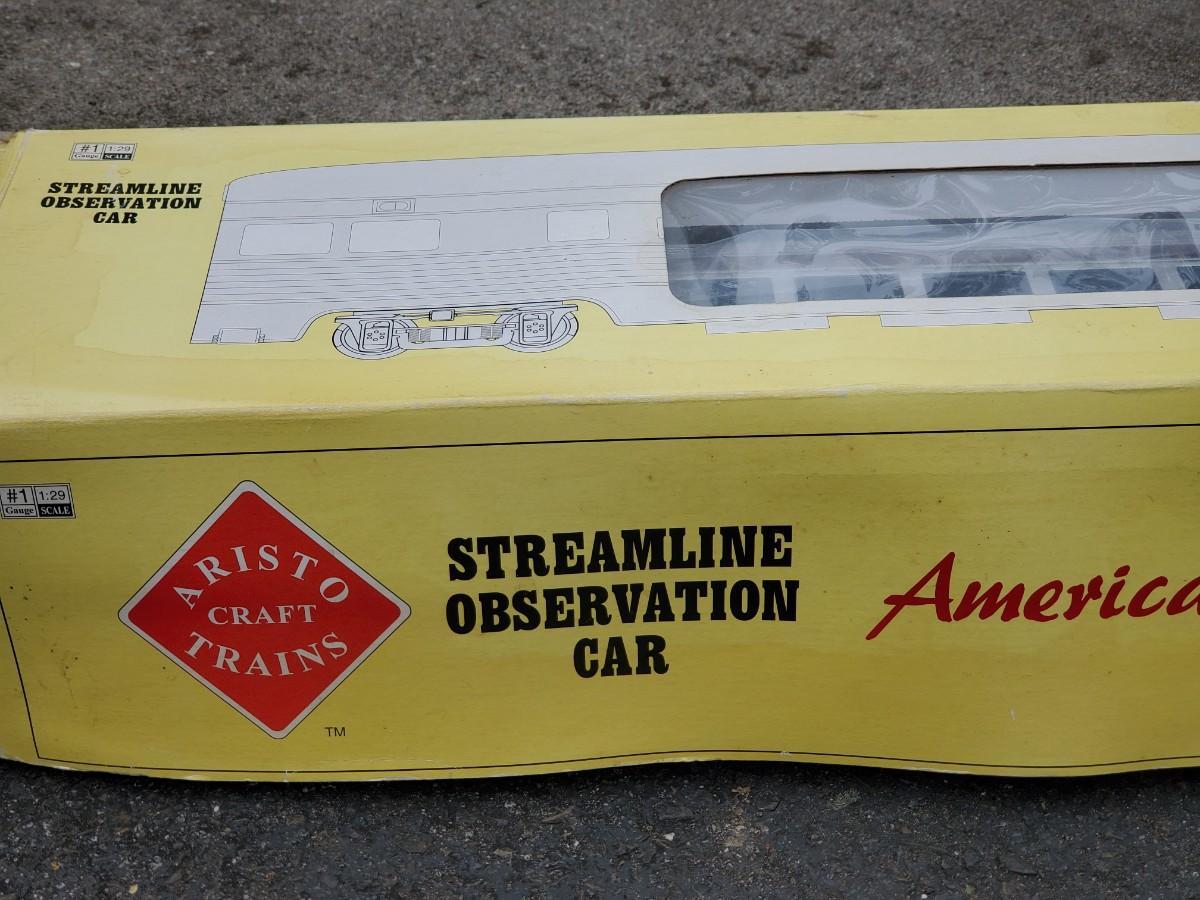 #1 1:29
Gauge SCALE
STREAMLINE
OBSERVATION
CAR
#1 1:29
Gauge SCALE
ARISTO
CRAFT
TRAINS
TM
STREAMLINE
OBSERVATION
CAR
America